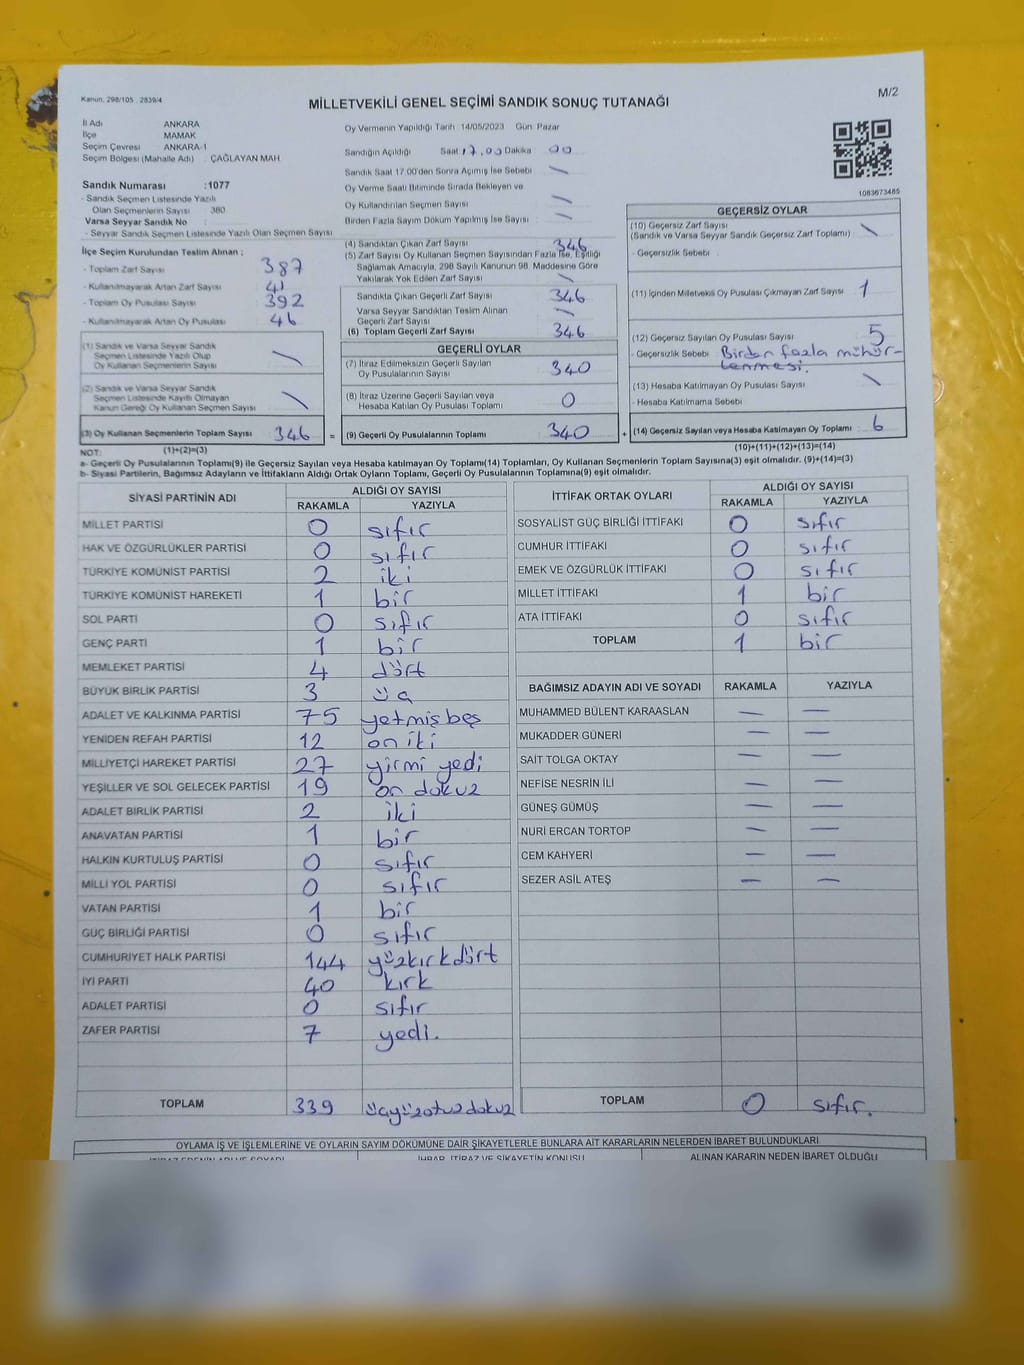 Kanun, 298/105 , 2839/4
MİLLETVEKİLİ GENEL SEÇİMİ SANDIK SONUÇ TUTANAĞI
M/2
İl Adı ANKARA
İlçe MAMAK
Seçim Çevresi ANKARA-1
Seçim Bölgesi (Mahalle Adı) : ÇAĞLAYAN MAH
Sandık Numarası :1077
- Sandık Seçmen Listesinde Yazılı
Olan Seçmenlerin Sayısı : 380
Varsa Seyyar Sandık No
- Seyyar Sandık Seçmen Listesinde Yazılı Olan Seçmen Sayısı
İlçe Seçim Kurulundan Teslim Alınan ;
- Toplam Zarf Sayısı 387
- Kullanılmayarak Artan Zarf Sayısı 41
- Toplam Oy Pusulası Sayısı 392
- Kullanılmayarak Artan Oy Pusulası 46
(1) Sandık ve Varsa Seyyar Sandık
Seçmen Listesinde Yazılı Olup
Oy Kullanan Seçmenlerin Sayısı
(2) Sandık ve Varsa Seyyar Sandık
Seçmen Listesinde Kayıtlı Olmayan
Kanun Gereği Oy Kullanan Seçmen Sayısı
(3) Oy Kullanan Seçmenlerin Toplam Sayısı 346 =
Oy Vermenin Yapıldığı Tarih :14/05/2023 Gün Pazar
Sandığın Açıldığı Saat 17.00 Dakika 00
Sandık Saat 17:00'den Sonra Açımış İse Sebebi
Oy Verme Saati Bitiminde Sırada Bekleyen ve
Oy Kullandırılan Seçmen Sayısı
Birden Fazla Sayım Döküm Yapılmış İse Sayısı
(4) Sandıktan Çıkan Zarf Sayısı 346
(5) Zarf Sayısı Oy Kullanan Seçmen Sayısından Fazla İse, Eşitliği
Sağlamak Amacıyla, 298 Sayılı Kanunun 98. Maddesine Göre
Yakılarak Yok Edilen Zarf Sayısı
Sandıkta Çıkan Geçerli Zarf Sayısı 346
Varsa Seyyar Sandıktan Teslim Alınan
Geçerli Zarf Sayısı
(6) Toplam Geçerli Zarf Sayısı 346
GEÇERLİ OYLAR
(7) İtiraz Edilmeksizin Geçerli Sayılan
Oy Pusulalarının Sayısı 340
(8) İtiraz Üzerine Geçerli Sayılan veya
Hesaba Katılan Oy Pusulası Toplamı 0
(9) Geçerli Oy Pusulalarının Toplamı 340 +
1083673465
GEÇERSİZ OYLAR
(10) Geçersiz Zarf Sayısı
(Sandık ve Varsa Seyyar Sandık Geçersiz Zarf Toplamı)
- Geçersizlik Sebebi :
(11) İçinden Milletvekili Oy Pusulası Çıkmayan Zarf Sayısı 1
(12) Geçersiz Sayılan Oy Pusulası Sayısı 5
- Geçersizlik Sebebi Birden fazla mühür-
lenmesi.
(13) Hesaba Katılmayan Oy Pusulası Sayısı
- Hesaba Katılmama Sebebi
(14) Geçersiz Sayılan veya Hesaba Katılmayan Oy Toplamı 6
NOT: (1)+(2)=(3) (10)+(11)+(12)+(13)=(14)
a- Geçerli Oy Pusulalarının Toplamı(9) ile Geçersiz Sayılan veya Hesaba katılmayan Oy Toplamı(14) Toplamları, Oy Kullanan Seçmenlerin Toplam Sayısına(3) eşit olmalıdır. (9)+(14)=(3)
b- Siyasi Partilerin, Bağımsız Adayların ve İttifakların Aldığı Ortak Oyların Toplamı, Geçerli Oy Pusulalarının Toplamına(9) eşit olmalıdır.
SİYASİ PARTİNİN ADI ALDIĞI OY SAYISI
RAKAMLA YAZIYLA
MİLLET PARTİSİ 0 sıfır
HAK VE ÖZGÜRLÜKLER PARTİSİ 0 sıfır
TÜRKİYE KOMÜNİST PARTİSİ 2 iki
TÜRKİYE KOMÜNİST HAREKETİ 1 bir
SOL PARTİ 0 sıfır
GENÇ PARTİ 1 bir
MEMLEKET PARTİSİ 4 dört
BÜYÜK BİRLİK PARTİSİ 3 üç
ADALET VE KALKINMA PARTİSİ 75 yetmişbeş
YENİDEN REFAH PARTİSİ 12 on iki
MİLLİYETÇİ HAREKET PARTİSİ 27 yirmi yedi
YEŞİLLER VE SOL GELECEK PARTİSİ 19 on dokuz
ADALET BİRLİK PARTİSİ 2 iki
ANAVATAN PARTİSİ 1 bir
HALKIN KURTULUŞ PARTİSİ 0 sıfır
MİLLİ YOL PARTİSİ 0 sıfır
VATAN PARTİSİ 1 bir
GÜÇ BİRLİĞİ PARTİSİ 0 sıfır
CUMHURİYET HALK PARTİSİ 144 yüzkırkdört
İYİ PARTİ 40 kırk
ADALET PARTİSİ 0 sıfır
ZAFER PARTİSİ 7 yedi.
TOPLAM 339 üçyüzotuzdokuz
İTTİFAK ORTAK OYLARI ALDIĞI OY SAYISI
RAKAMLA YAZIYLA
SOSYALİST GÜÇ BİRLİĞİ İTTİFAKI 0 sıfır
CUMHUR İTTİFAKI 0 sıfır
EMEK VE ÖZGÜRLÜK İTTİFAKI 0 sıfır
MİLLET İTTİFAKI 1 bir
ATA İTTİFAKI 0 sıfır
TOPLAM 1 bir
BAĞIMSIZ ADAYIN ADI VE SOYADI RAKAMLA YAZIYLA
MUHAMMED BÜLENT KARAASLAN — —
MUKADDER GÜNERİ — —
SAİT TOLGA OKTAY — —
NEFİSE NESRİN İLİ — —
GÜNEŞ GÜMÜŞ — —
NURİ ERCAN TORTOP — —
CEM KAHYERİ — —
SEZER ASİL ATEŞ — —
TOPLAM 0 sıfır.
OYLAMA İŞ VE İŞLEMLERİNE VE OYLARIN SAYIM DÖKÜMÜNE DAİR ŞİKAYETLERLE BUNLARA AİT KARARLARIN NELERDEN İBARET BULUNDUKLARI
İTİRAZ EDENİN ADI VE SOYADI İHBAR, İTİRAZ VE ŞİKAYETİN KONUSU ALINAN KARARIN NEDEN İBARET OLDUĞU